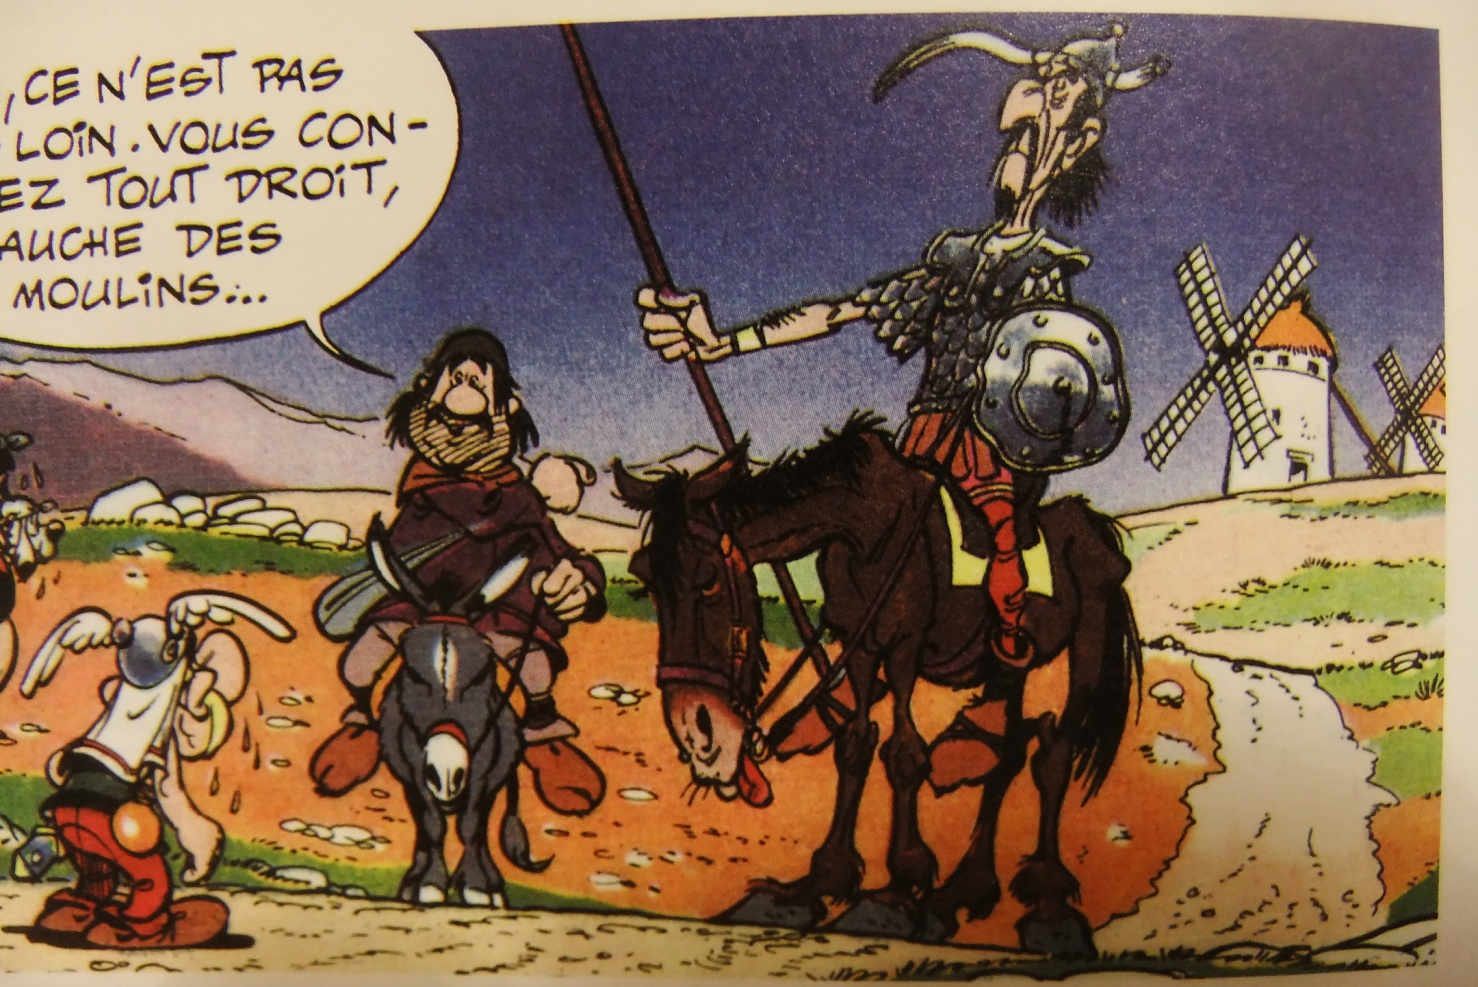 , CE N'EST PAS
LOIN. VOUS CON-
EZ TOUT DROIT,
AUCHE DES
MOULINS...